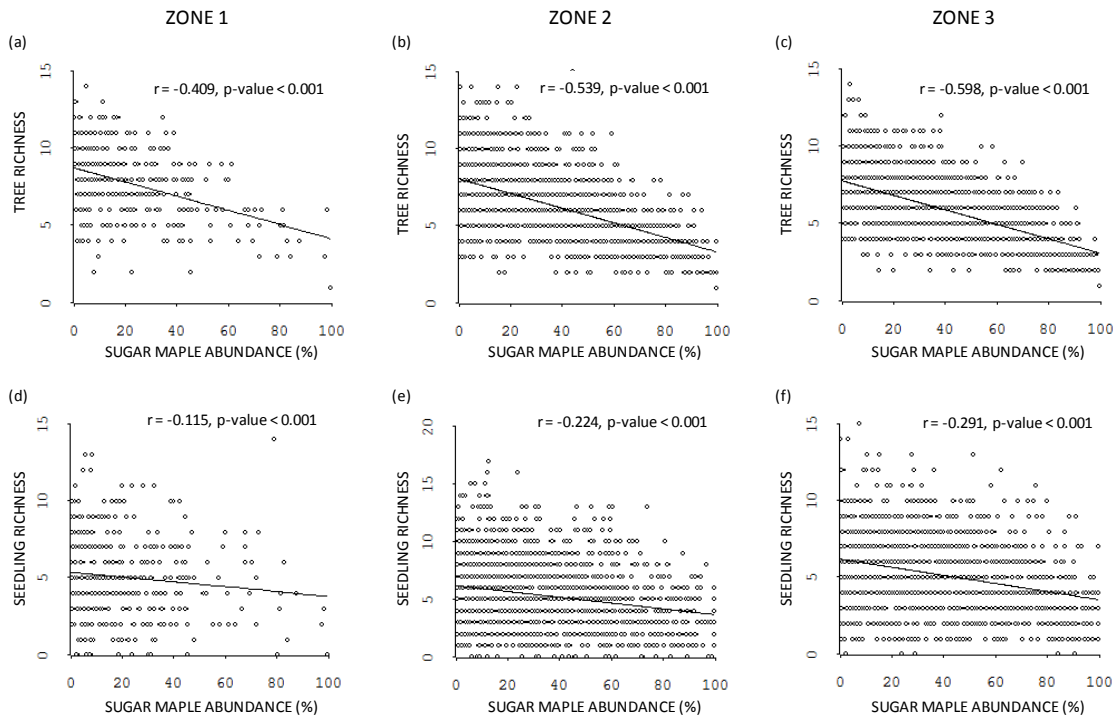 ZONE 1
ZONE 2
ZONE 3
(a)
TREE RICHNESS
15
10
5
0
r = -0.409, p-value < 0.001
0 20 40 60 80 100
SUGAR MAPLE ABUNDANCE (%)
(b)
TREE RICHNESS
15
10
5
0
r = -0.539, p-value < 0.001
0 20 40 60 80 100
SUGAR MAPLE ABUNDANCE (%)
(c)
TREE RICHNESS
15
10
5
0
r = -0.598, p-value < 0.001
0 20 40 60 80 100
SUGAR MAPLE ABUNDANCE (%)
(d)
SEEDLING RICHNESS
15
10
5
0
r = -0.115, p-value < 0.001
0 20 40 60 80 100
SUGAR MAPLE ABUNDANCE (%)
(e)
SEEDLING RICHNESS
20
15
10
5
0
r = -0.224, p-value < 0.001
0 20 40 60 80 100
SUGAR MAPLE ABUNDANCE (%)
(f)
SEEDLING RICHNESS
15
10
5
0
r = -0.291, p-value < 0.001
0 20 40 60 80 100
SUGAR MAPLE ABUNDANCE (%)